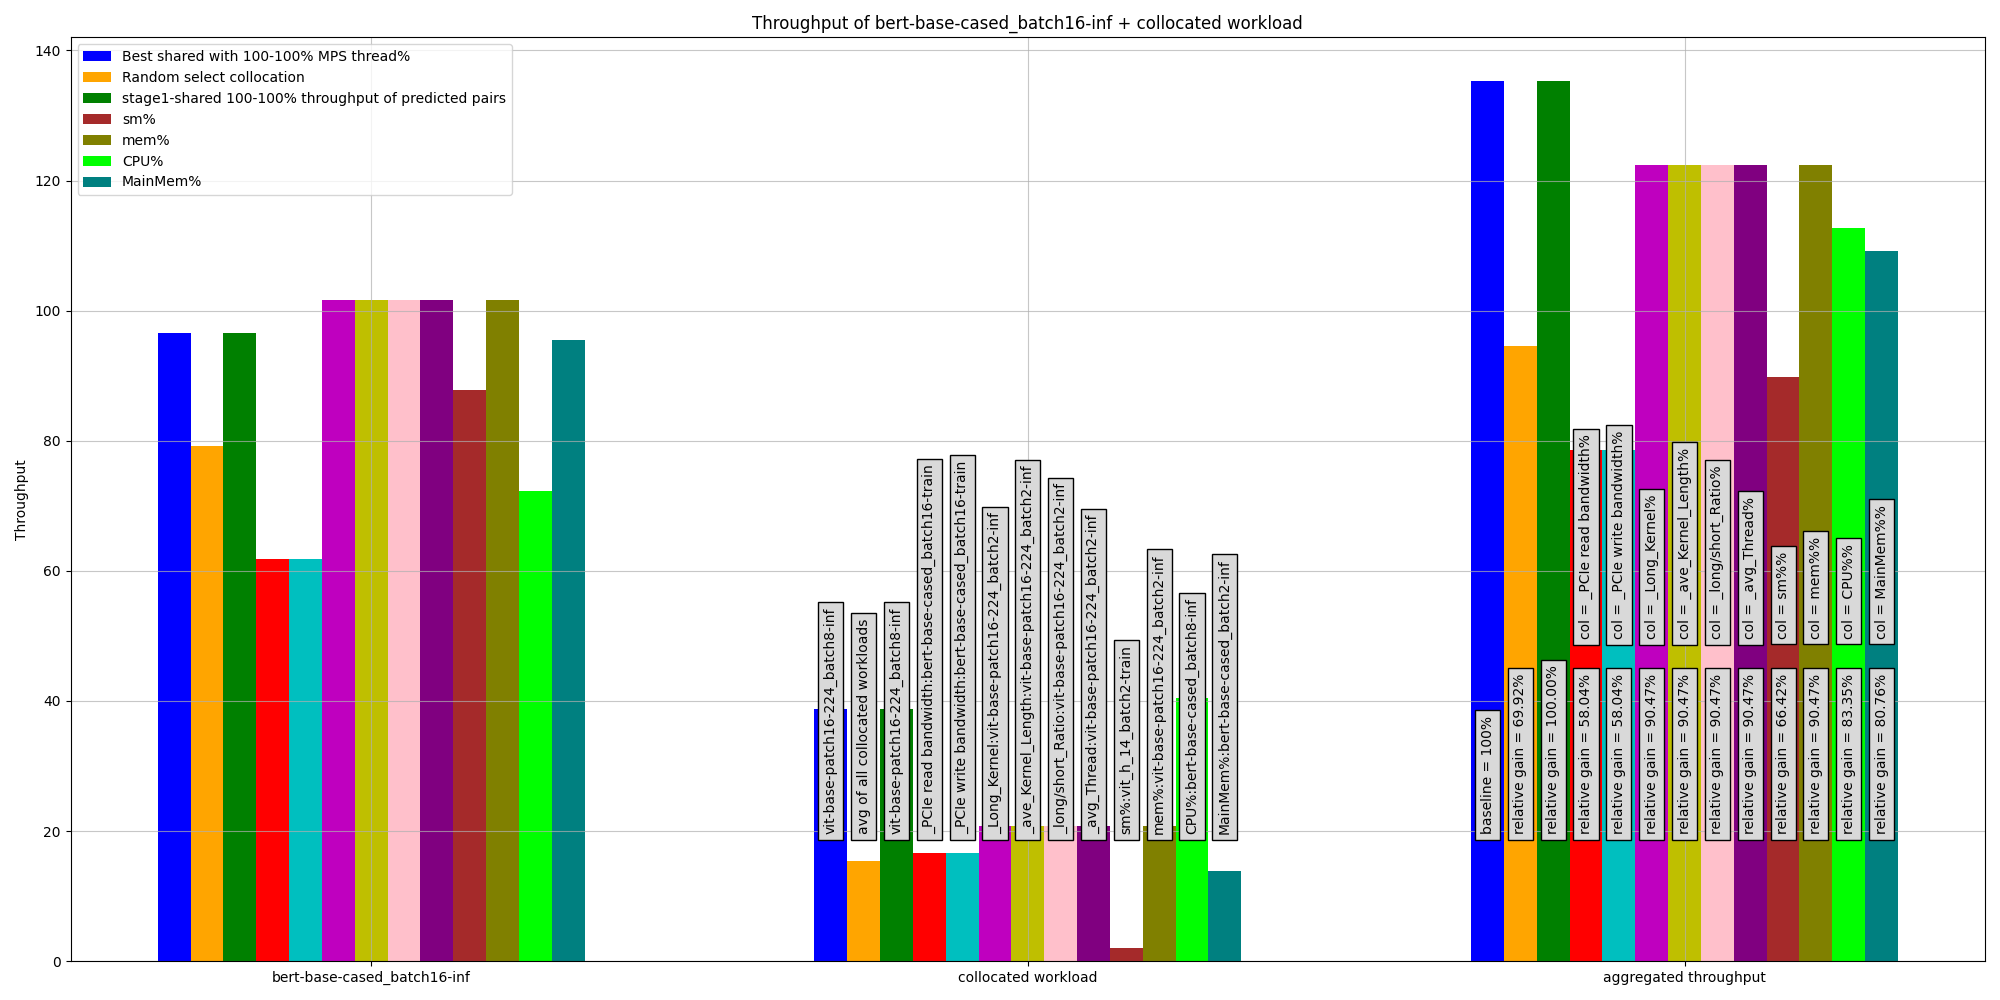 Throughput of bert-base-cased_batch16-inf + collocated workload
Best shared with 100-100% MPS thread%
Random select collocation
stage1-shared 100-100% throughput of predicted pairs
sm%
mem%
CPU%
MainMem%
Throughput
140
120
100
80
60
40
20
0
vit-base-patch16-224_batch8-inf
avg of all collocated workloads
vit-base-patch16-224_batch8-inf
_PCIe read bandwidth:bert-base-cased_batch16-train
_PCIe write bandwidth:bert-base-cased_batch16-train
_Long_Kernel:vit-base-patch16-224_batch2-inf
_ave_Kernel_Length:vit-base-patch16-224_batch2-inf
_long/short_Ratio:vit-base-patch16-224_batch2-inf
_avg_Thread:vit-base-patch16-224_batch2-inf
sm%:vit_h_14_batch2-train
mem%:vit-base-patch16-224_batch2-inf
CPU%:bert-base-cased_batch8-inf
MainMem%:bert-base-cased_batch2-inf
col = _PCIe read bandwidth%
col = _PCIe write bandwidth%
col = _Long_Kernel%
col = _ave_Kernel_Length%
col = _long/short_Ratio%
col = _avg_Thread%
col = sm%%
col = mem%%
col = CPU%%
col = MainMem%%
baseline = 100%
relative gain = 69.92%
relative gain = 100.00%
relative gain = 58.04%
relative gain = 58.04%
relative gain = 90.47%
relative gain = 90.47%
relative gain = 90.47%
relative gain = 90.47%
relative gain = 66.42%
relative gain = 90.47%
relative gain = 83.35%
relative gain = 80.76%
bert-base-cased_batch16-inf
collocated workload
aggregated throughput